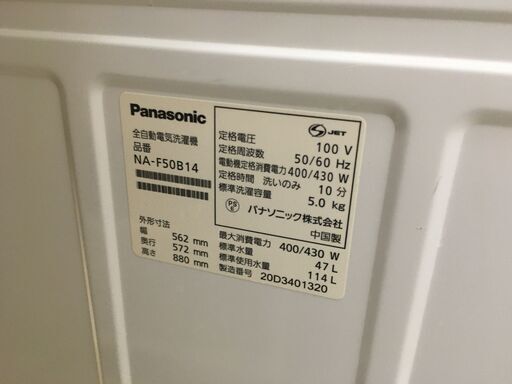 Panasonic
全自動電気洗濯機
品番
NA-F50B14
外形寸法
幅 562 mm
奥行 572 mm
高さ 880 mm
S JET
定格電圧 100 V
定格周波数 50/60 Hz
電動機定格消費電力 400/430 W
定格時間 洗いのみ 10 分
標準洗濯容量 5.0 kg
PS E パナソニック株式会社
中国製
最大消費電力 400/430 W
標準水量 47 L
標準使用水量 114 L
製造番号 20D3401320